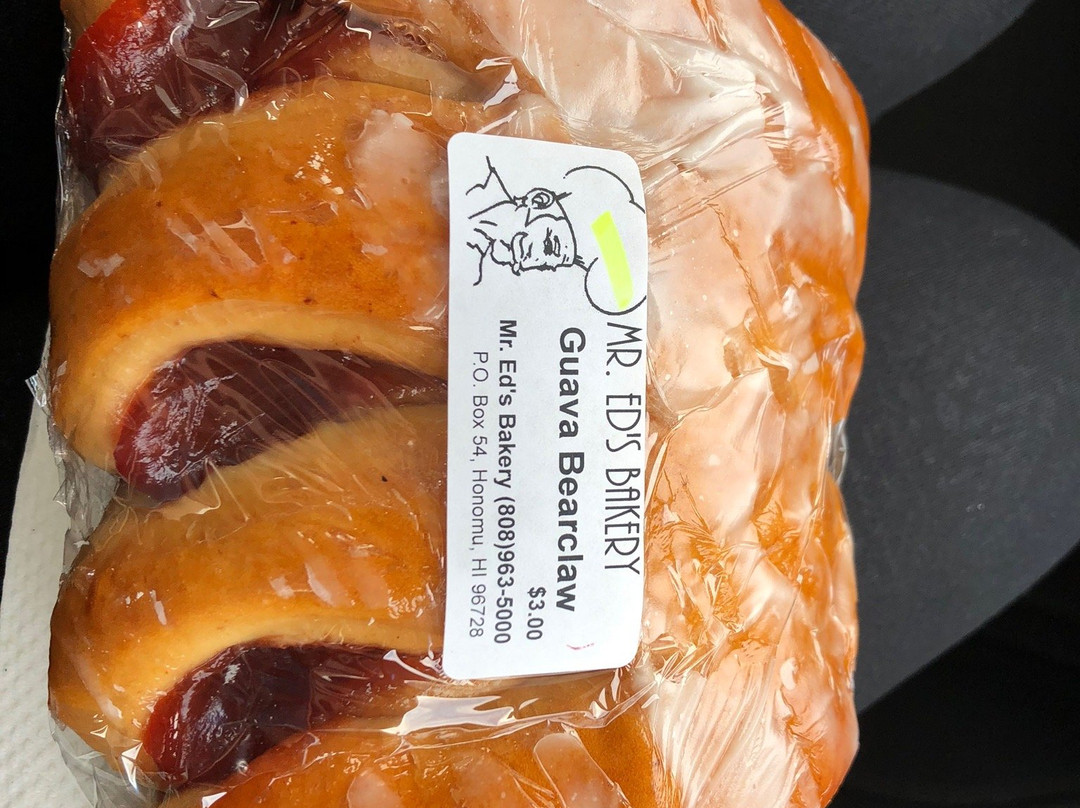 MR. ED'S BAKERY
Guava Bearclaw
$3.00
Mr. Ed's Bakery (808)963-5000
P.O. Box 54, Honomu, HI 96728